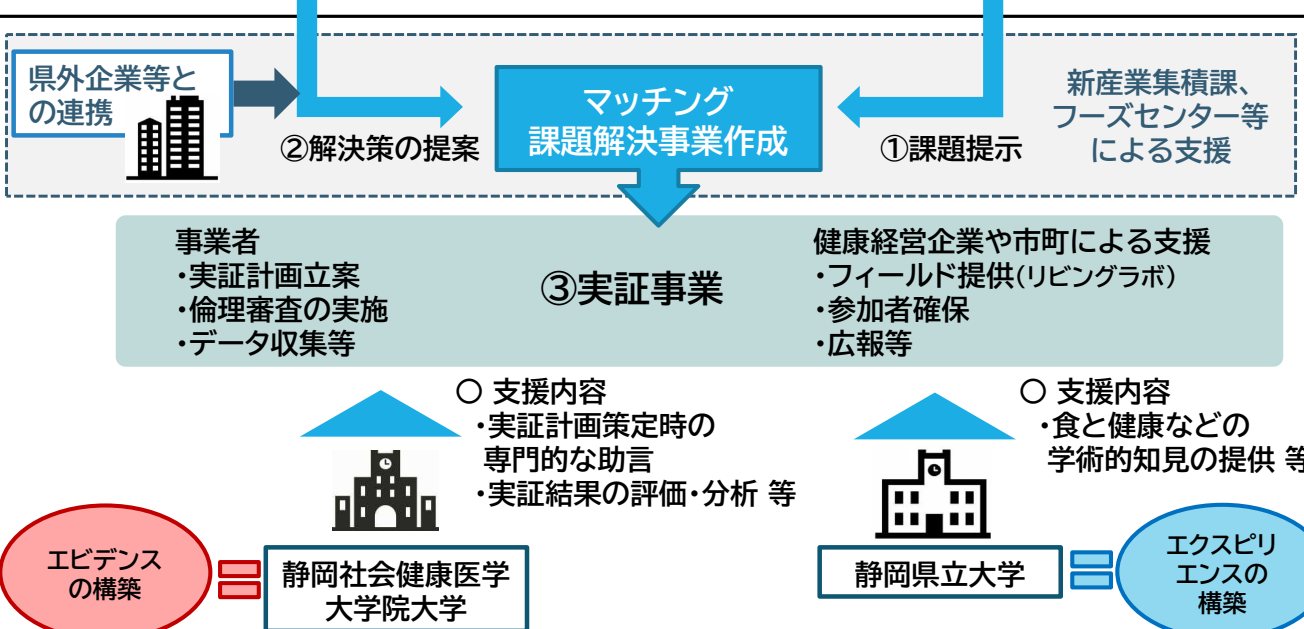 県外企業等と
の連携
②解決策の提案
マッチング
課題解決事業作成
①課題提示
新産業集積課、
フーズセンター等
による支援
事業者
・実証計画立案
・倫理審査の実施
・データ収集等
③実証事業
健康経営企業や市町による支援
・フィールド提供(リビングラボ)
・参加者確保
・広報等
〇 支援内容
・実証計画策定時の
専門的な助言
・実証結果の評価・分析 等
〇 支援内容
・食と健康などの
学術的知見の提供 等
エビデンス
の構築
静岡社会健康医学
大学院大学
静岡県立大学
エクスピリ
エンスの
構築